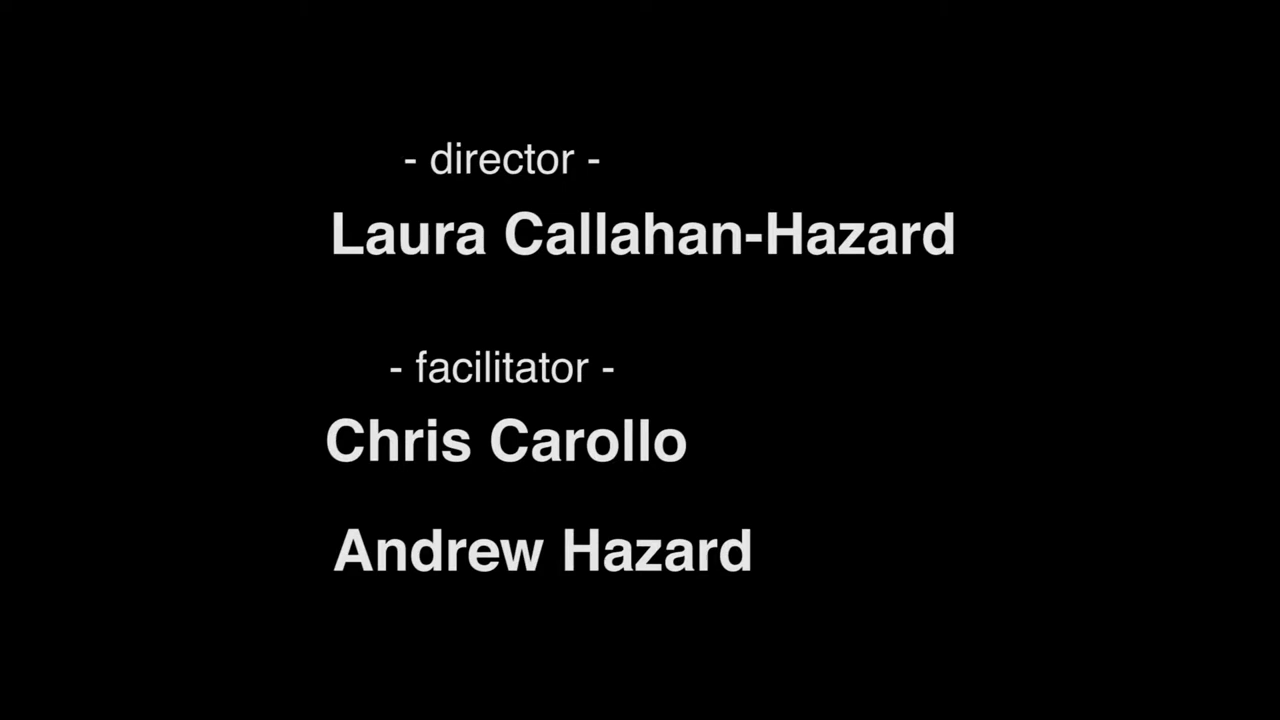 - director -
Laura Callahan-Hazard
- facilitator -
Chris Carollo
Andrew Hazard